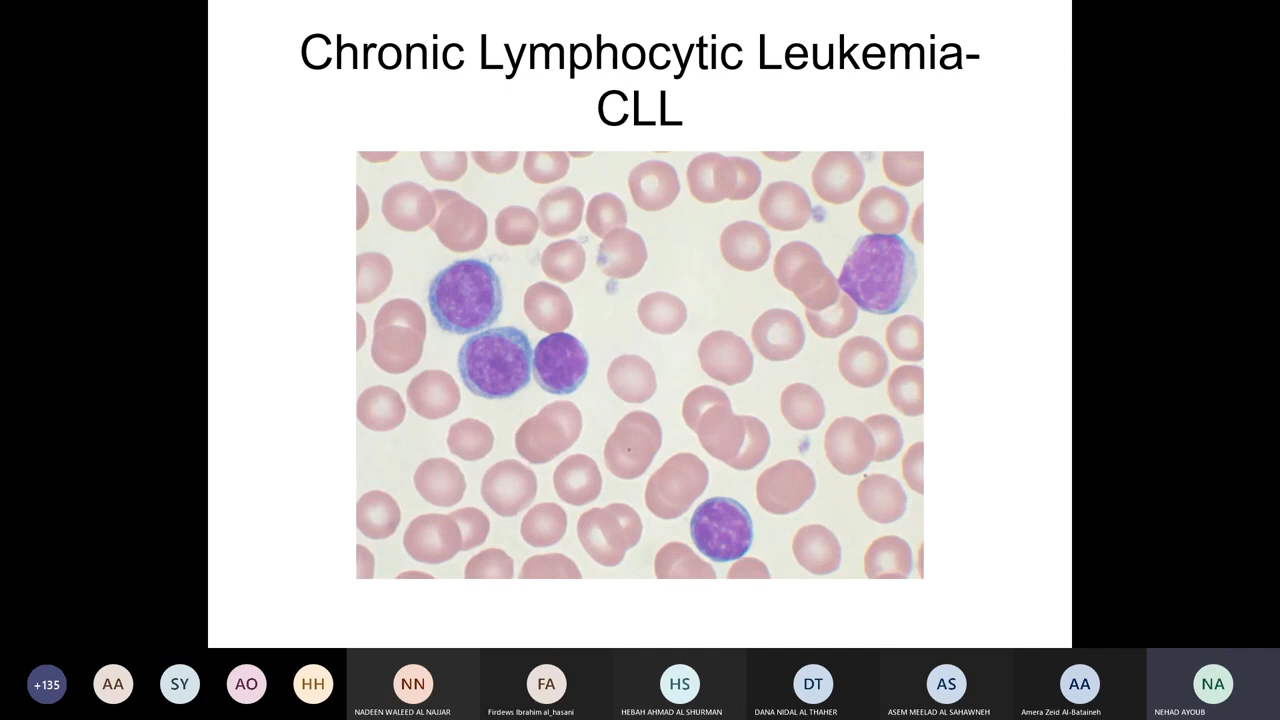 Chronic Lymphocytic Leukemia-
CLL
+135
AA
SY
AO
HH
NN
FA
HS
DT
AS
AA
NA
NADEEN WALEED AL NAJJAR
Firdews Ibrahim al_hasani
HEBAH AHMAD AL SHURMAN
DANA NIDAL AL THAHER
ASEM MEELAD AL SAHAWNEH
Amera Zeid Al-Bataineh
NEHAD AYOUB